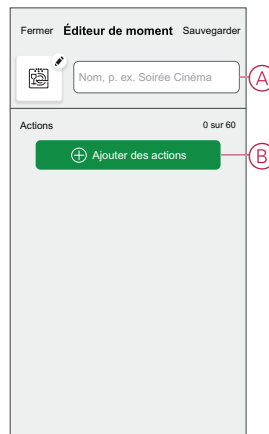 Fermer Éditeur de moment Sauvegarder
Nom, p. ex. Soirée Cinéma
A
Actions 0 sur 60
Ajouter des actions
B